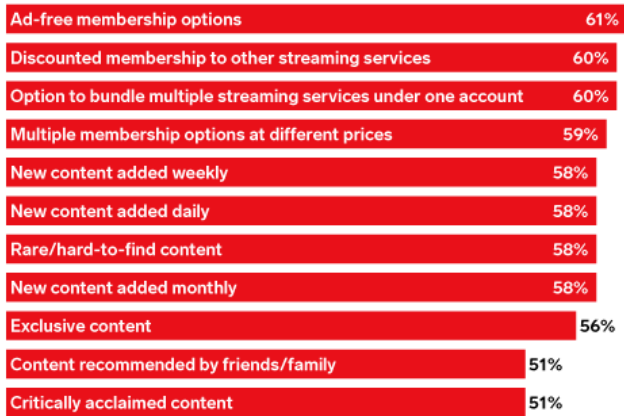 Ad-free membership options 61%
Discounted membership to other streaming services 60%
Option to bundle multiple streaming services under one account 60%
Multiple membership options at different prices 59%
New content added weekly 58%
New content added daily 58%
Rare/hard-to-find content 58%
New content added monthly 58%
Exclusive content 56%
Content recommended by friends/family 51%
Critically acclaimed content 51%